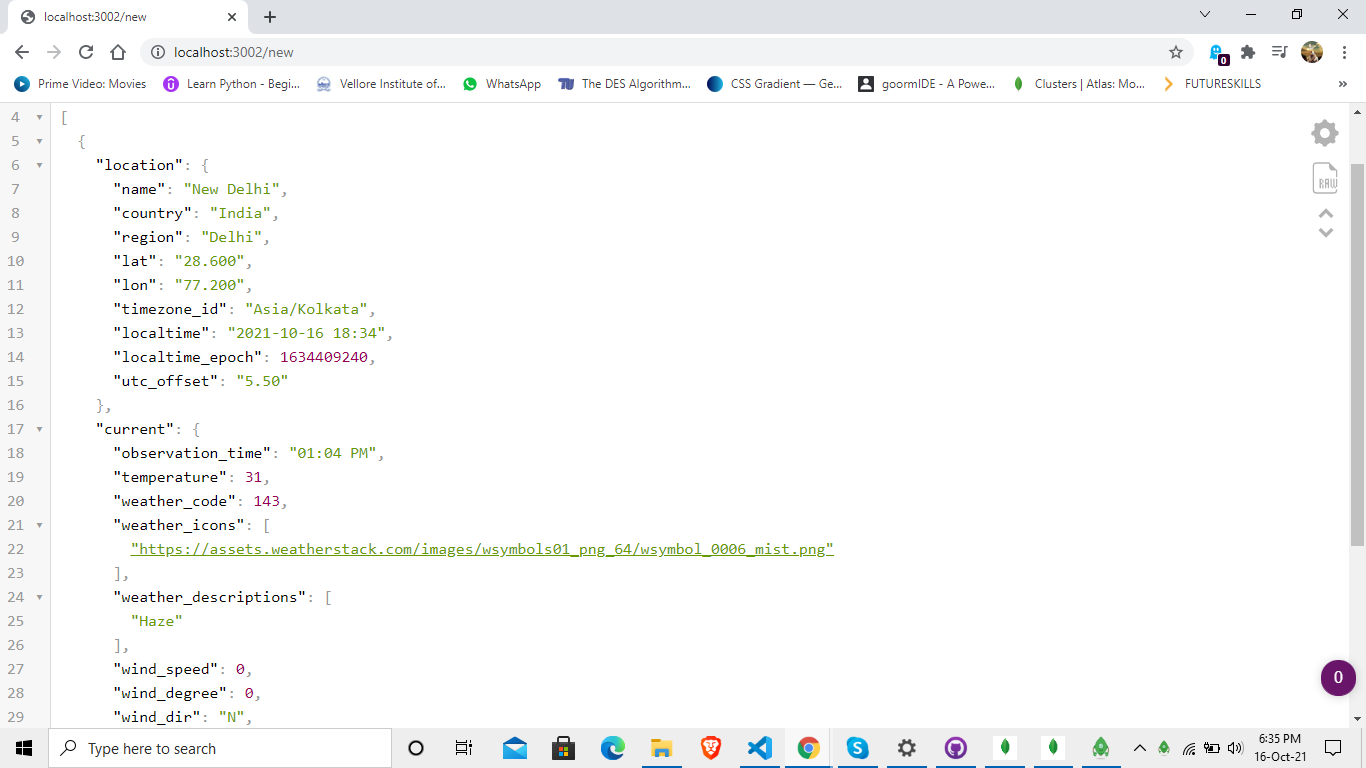 localhost:3002/new
localhost:3002/new
0
Prime Video: Movies Learn Python - Begi... Vellore Institute of... WhatsApp The DES Algorithm... CSS Gradient — Ge... goormIDE - A Powe... Clusters | Atlas: Mo... FUTURESKILLS »
4 [
5 {
6 "location": {
7 "name": "New Delhi",
8 "country": "India",
9 "region": "Delhi",
10 "lat": "28.600",
11 "lon": "77.200",
12 "timezone_id": "Asia/Kolkata",
13 "localtime": "2021-10-16 18:34",
14 "localtime_epoch": 1634409240,
15 "utc_offset": "5.50"
16 },
17 "current": {
18 "observation_time": "01:04 PM",
19 "temperature": 31,
20 "weather_code": 143,
21 "weather_icons": [
22 "https://assets.weatherstack.com/images/wsymbols01_png_64/wsymbol_0006_mist.png"
23 ],
24 "weather_descriptions": [
25 "Haze"
26 ],
27 "wind_speed": 0,
28 "wind_degree": 0,
29 "wind_dir": "N",
RAW
0
Type here to search
6:35 PM
16-Oct-21